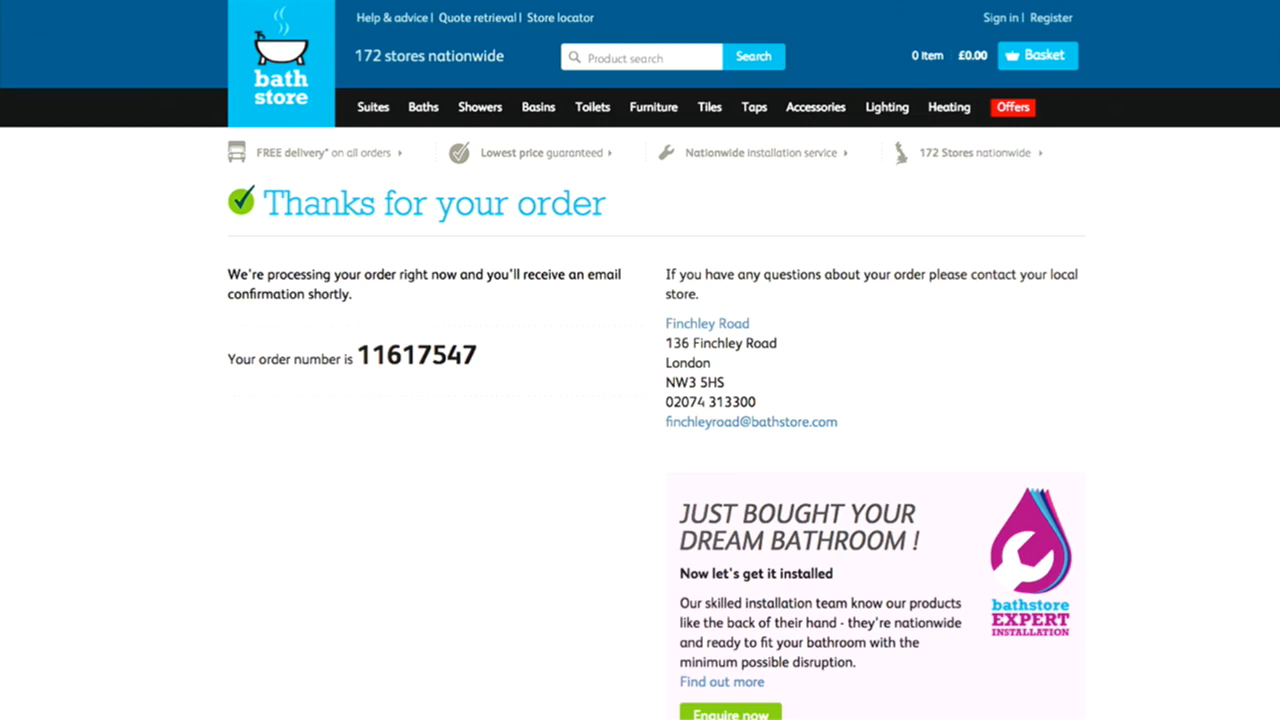 Help & advice | Quote retrieval | Store locator
Sign in | Register
bath
store
172 stores nationwide
Product search
Search
0 Item £0.00 Basket
Suites Baths Showers Basins Toilets Furniture Tiles Taps Accessories Lighting Heating Offers
FREE delivery* on all orders
Lowest price guaranteed
Nationwide installation service
172 Stores nationwide
Thanks for your order
We're processing your order right now and you'll receive an email
confirmation shortly.
Your order number is 11617547
If you have any questions about your order please contact your local
store.
Finchley Road
136 Finchley Road
London
NW3 5HS
02074 313300
finchleyroad@bathstore.com
JUST BOUGHT YOUR
DREAM BATHROOM !
Now let's get it installed
Our skilled installation team know our products
like the back of their hand - they're nationwide
and ready to fit your bathroom with the
minimum possible disruption.
Find out more
Enquire now
bathstore
EXPERT
INSTALLATION